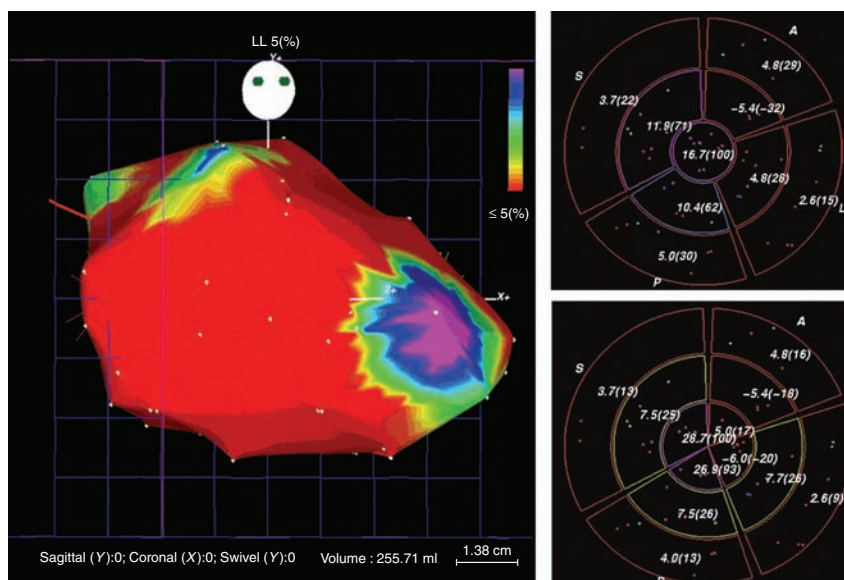 LL 5(%)
Y+
≤ 5(%)
Z+
X+
Sagittal (Y):0; Coronal (X):0; Swivel (Y):0
Volume : 255.71 ml
1.38 cm
A
4.8(29)
S
3.7(22)
-5.4(-32)
11.9(71)
16.7(100)
4.8(28)
10.4(62)
2.6(15)
L
5.0(30)
P
A
4.8(16)
S
3.7(13)
-5.4(-18)
7.5(25)
5.0(17)
28.7(100)
-6.0(-20)
26.9(93)
7.7(26)
2.6(9)
7.5(26)
4.0(13)